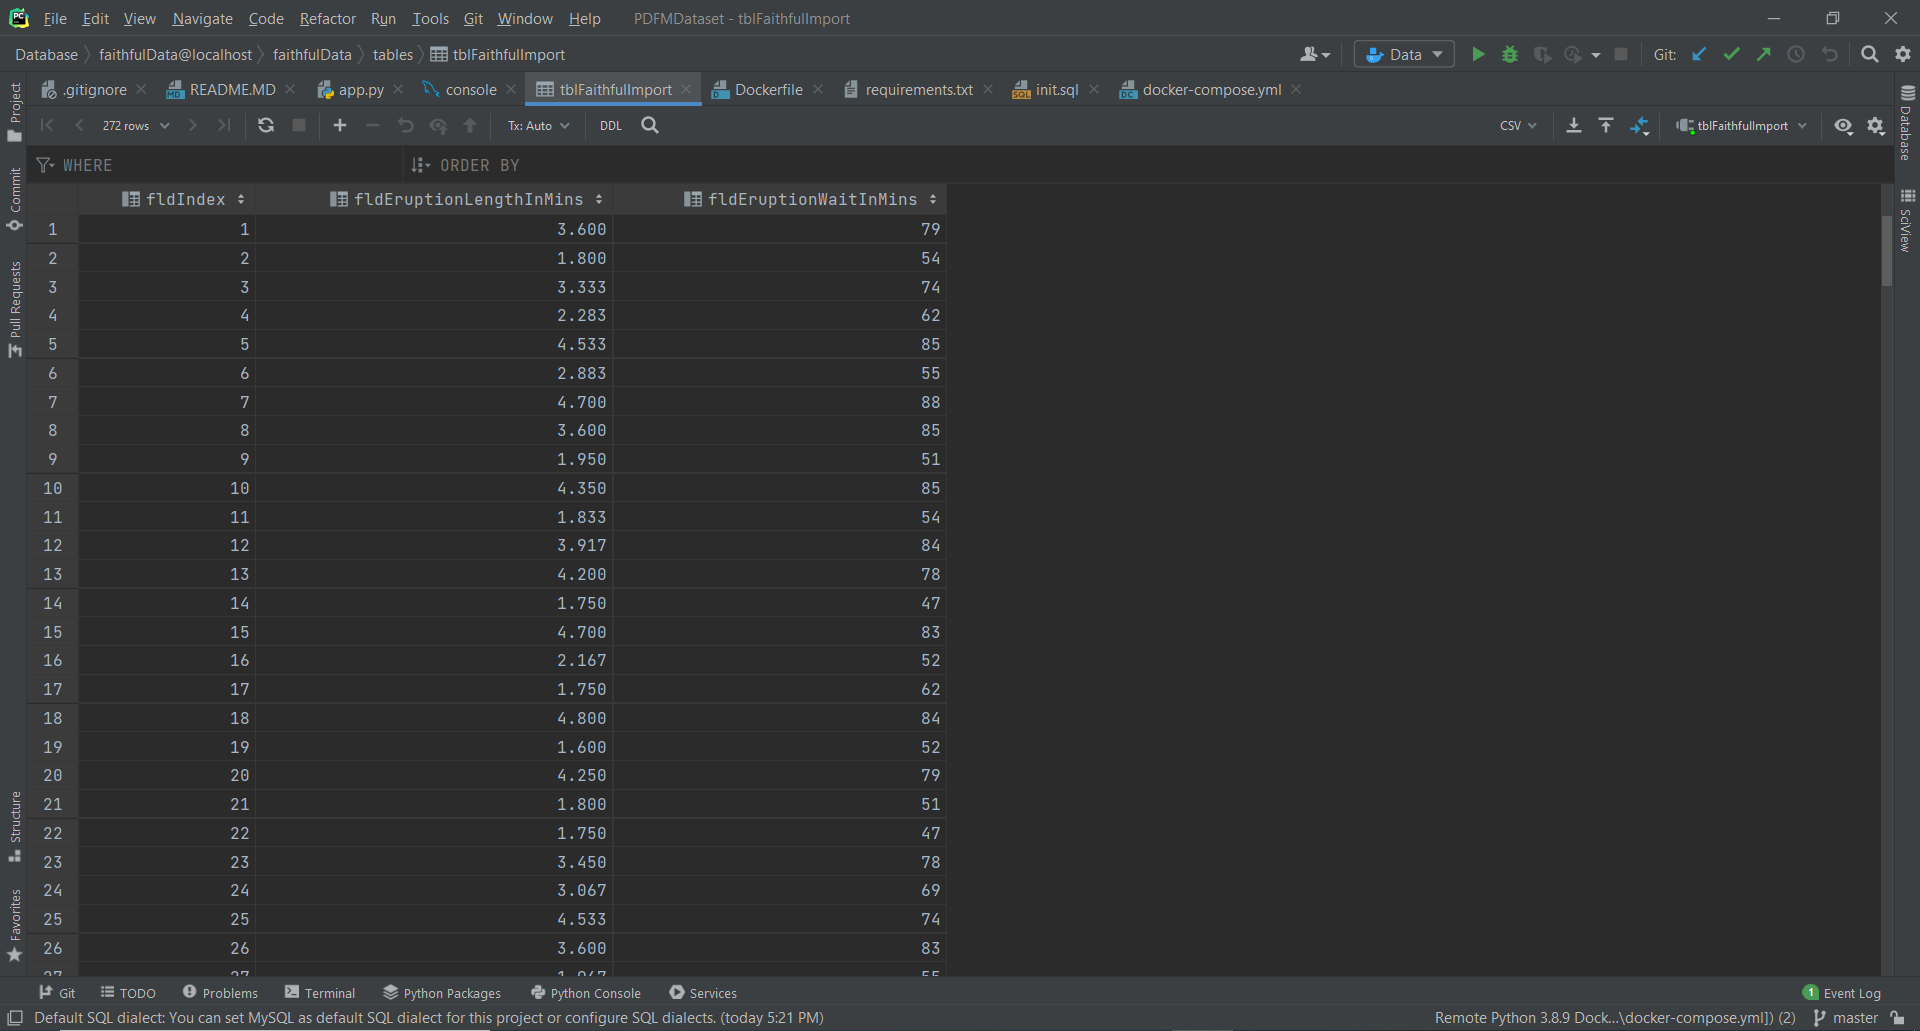 PC File Edit View Navigate Code Refactor Run Tools Git Window Help PDFMDataset - tblFaithfulImport
Database faithfulData@localhost faithfulData tables tblFaithfulImport Data Git:
.gitignore README.MD app.py console tblFaithfulImport Dockerfile requirements.txt init.sql docker-compose.yml
272 rows Tx: Auto DDL CSV tblFaithfulImport
WHERE ORDER BY
fldIndex fldEruptionLengthInMins fldEruptionWaitInMins
1 1 3.600 79
2 2 1.800 54
3 3 3.333 74
4 4 2.283 62
5 5 4.533 85
6 6 2.883 55
7 7 4.700 88
8 8 3.600 85
9 9 1.950 51
10 10 4.350 85
11 11 1.833 54
12 12 3.917 84
13 13 4.200 78
14 14 1.750 47
15 15 4.700 83
16 16 2.167 52
17 17 1.750 62
18 18 4.800 84
19 19 1.600 52
20 20 4.250 79
21 21 1.800 51
22 22 1.750 47
23 23 3.450 78
24 24 3.067 69
25 25 4.533 74
26 26 3.600 83
Project
Commit
Pull Requests
Structure
Favorites
Database
SciView
Git TODO Problems Terminal Python Packages Python Console Services 1 Event Log
Default SQL dialect: You can set MySQL as default SQL dialect for this project or configure SQL dialects. (today 5:21 PM) Remote Python 3.8.9 Dock...\docker-compose.yml]) (2) master